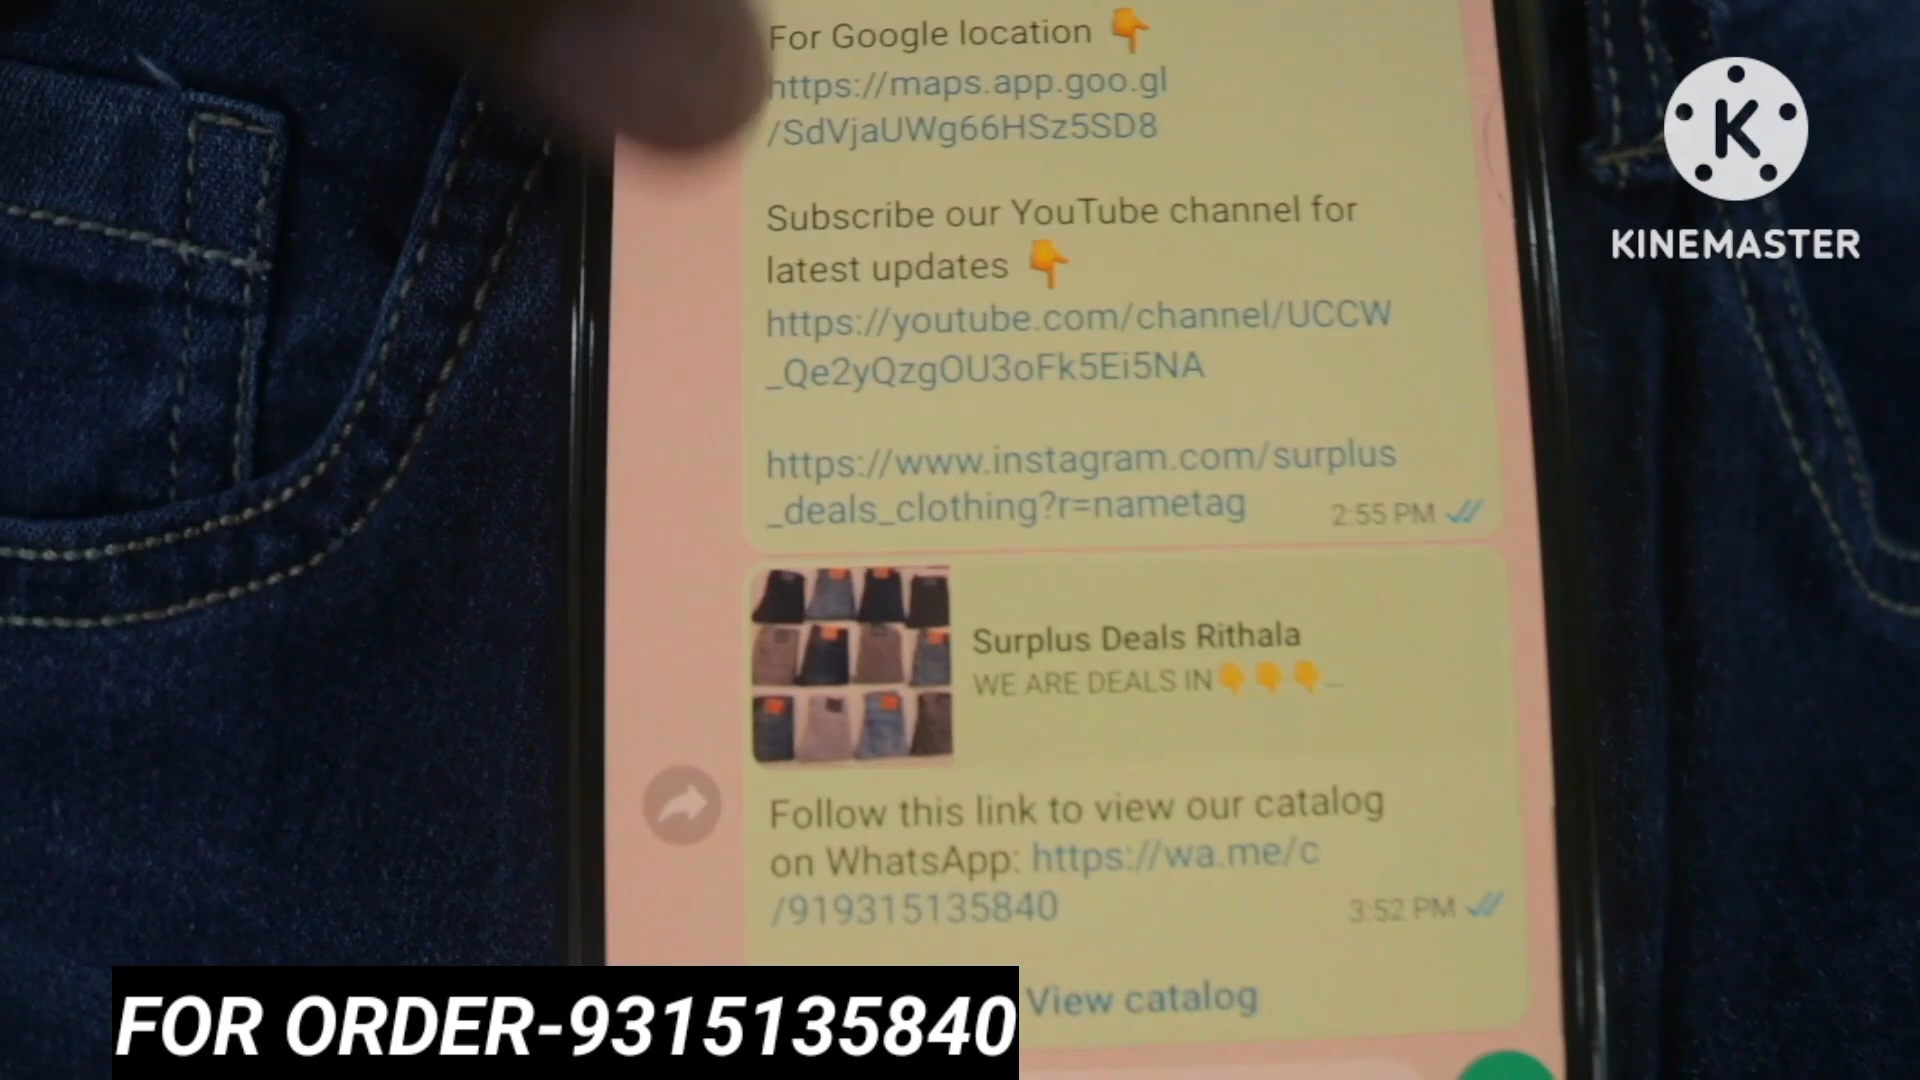 For Google location 👇
https://maps.app.goo.gl
/SdVjaUWg66HSz5SD8
Subscribe our YouTube channel for
latest updates 👇
https://youtube.com/channel/UCCW
_Qe2yQzgOU3oFk5Ei5NA
https://www.instagram.com/surplus
_deals_clothing?r=nametag
2:55 PM
Surplus Deals Rithala
WE ARE DEALS IN👇👇👇...
Follow this link to view our catalog
on WhatsApp: https://wa.me/c
/919315135840
3:52 PM
View catalog
FOR ORDER-9315135840
K
KINEMASTER